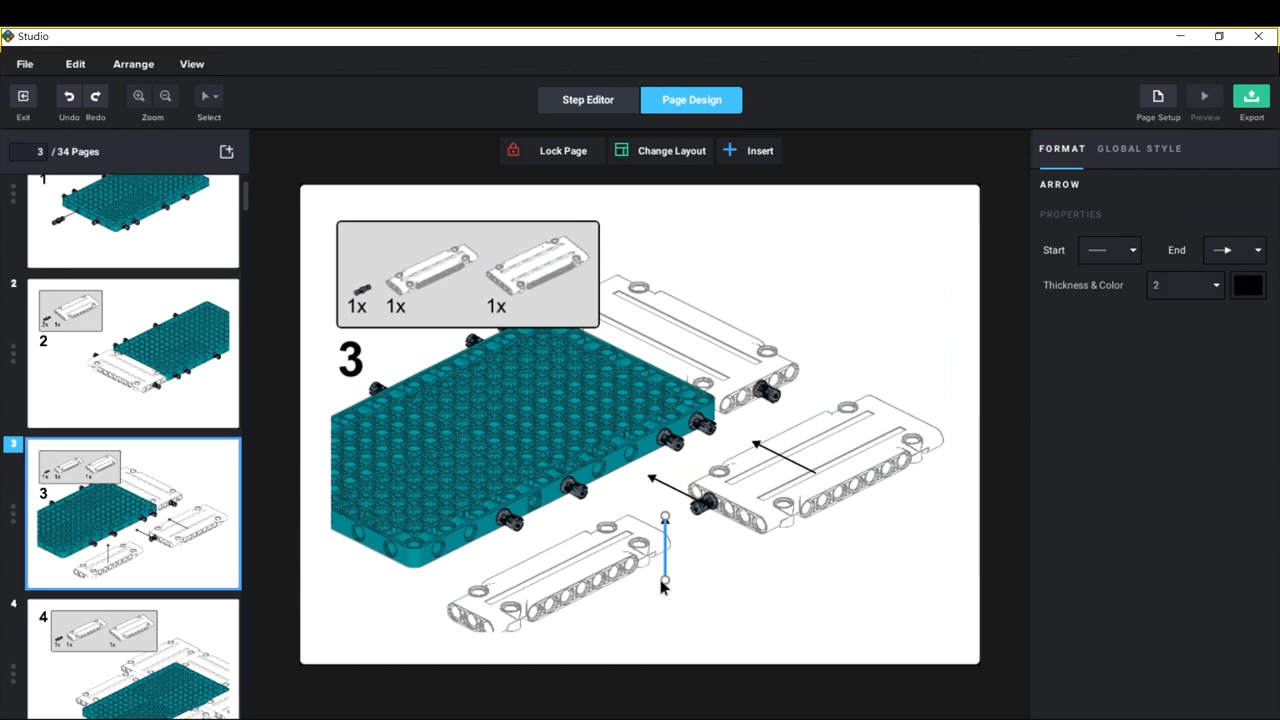 Studio
File Edit Arrange View
Exit Undo Redo Zoom Select
Step Editor Page Design
Page Setup Preview Export
3 / 34 Pages
Lock Page Change Layout Insert
FORMAT GLOBAL STYLE
ARROW
PROPERTIES
Start End
Thickness & Color 2
1
2
2x 1x
2
3
1x 1x 1x
3
4
4
1x 1x 1x
1x 1x 1x
3